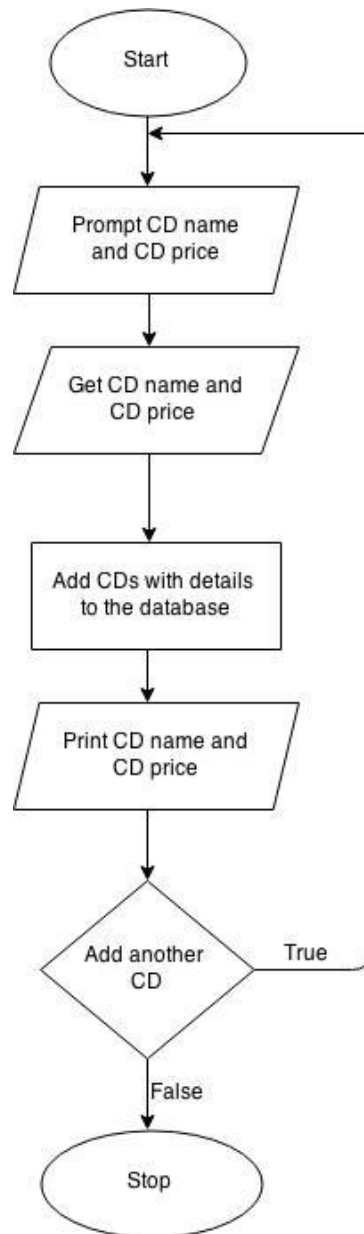 Start
Prompt CD name
and CD price
Get CD name and
CD price
Add CDs with details
to the database
Print CD name and
CD price
Add another
CD
True
False
Stop